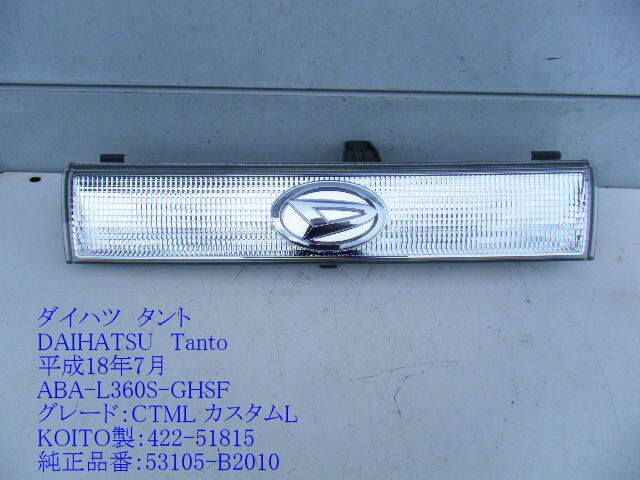 ダイハツ　タント
DAIHATSU　Tanto
平成18年7月
ABA-L360S-GHSF
グレード：CTML カスタムL
KOITO製：422-51815
純正品番：53105-B2010